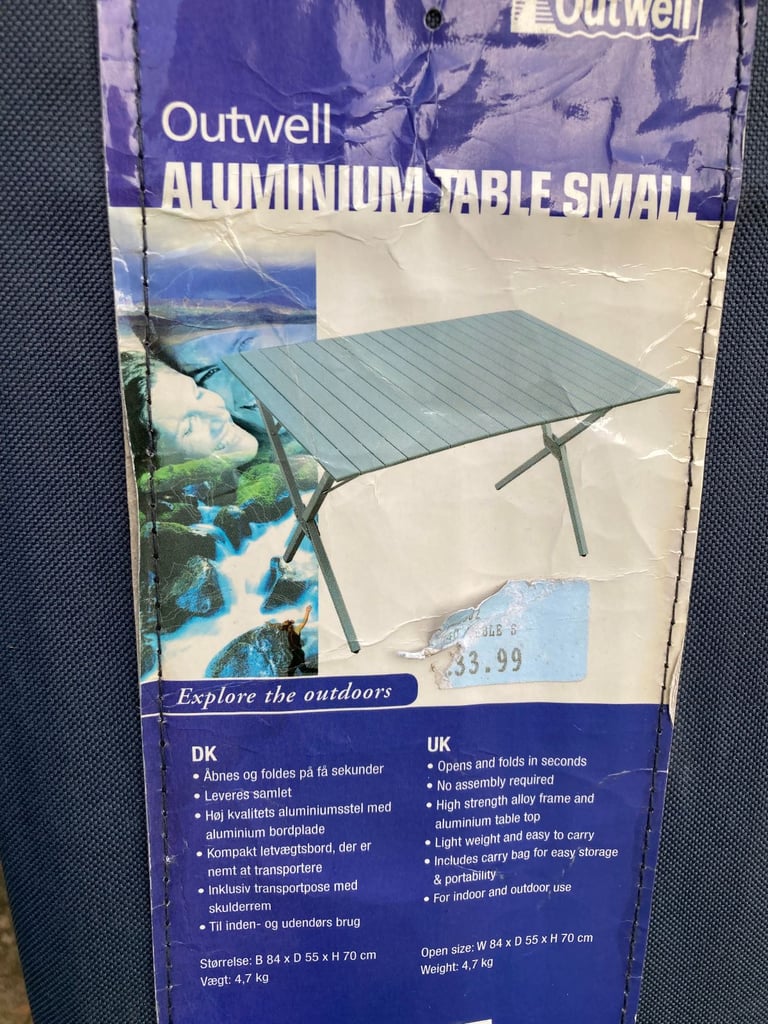 Outwell
Outwell
ALUMINIUM TABLE SMALL
BLE S
33.99
Explore the outdoors
DK
• Åbnes og foldes på få sekunder
• Leveres samlet
• Høj kvalitets aluminiumsstel med
aluminium bordplade
• Kompakt letvægtsbord, der er
nemt at transportere
• Inklusiv transportpose med
skulderrem
• Til inden- og udendørs brug
Størrelse: B 84 x D 55 x H 70 cm
Vægt: 4,7 kg
UK
• Opens and folds in seconds
• No assembly required
• High strength alloy frame and
aluminium table top
• Light weight and easy to carry
• Includes carry bag for easy storage
& portability
• For indoor and outdoor use
Open size: W 84 x D 55 x H 70 cm
Weight: 4,7 kg